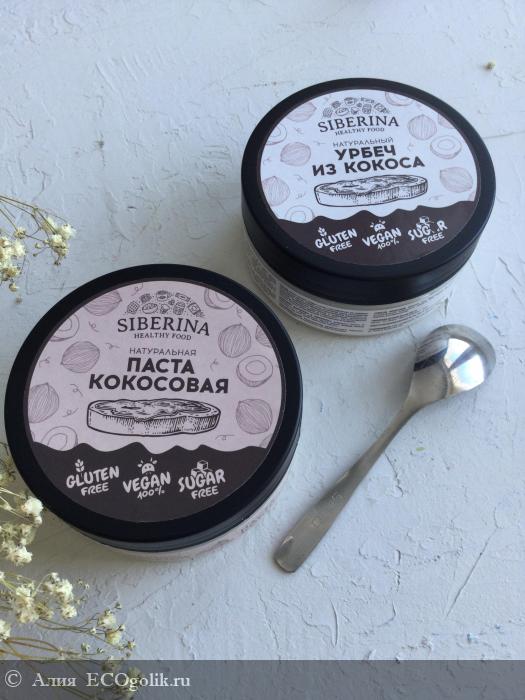 SIBERINA
HEALTHY FOOD
НАТУРАЛЬНЫЙ
УРБЕЧ
ИЗ КОКОСА
GLUTEN
FREE
VEGAN
100%
SUGAR
FREE
SIBERINA
HEALTHY FOOD
НАТУРАЛЬНАЯ
ПАСТА
КОКОСОВАЯ
GLUTEN
FREE
VEGAN
100%
SUGAR
FREE
© Алия ECOgolik.ru